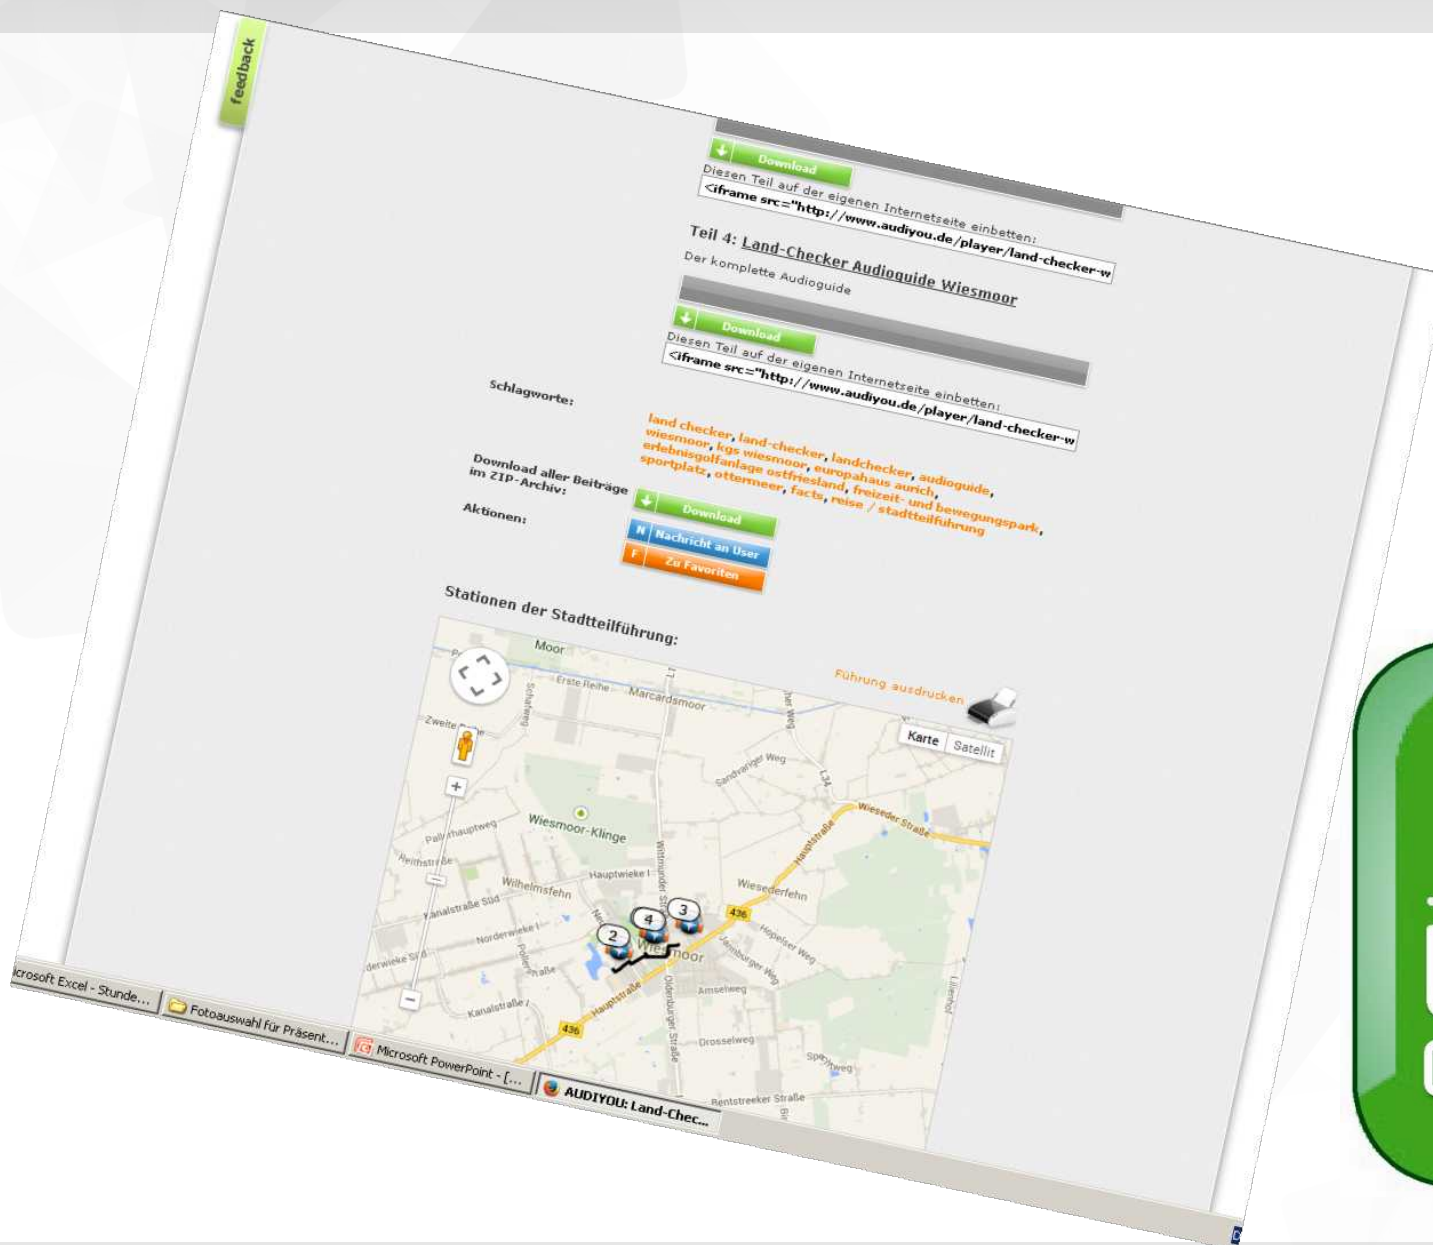 feedback
Download
Diesen Teil auf der eigenen Internetseite einbetten:
<iframe src="http://www.audiyou.de/player/land-checker-w
Teil 4: Land-Checker Audioguide Wiesmoor
Der komplette Audioguide
Download
Diesen Teil auf der eigenen Internetseite einbetten:
<iframe src="http://www.audiyou.de/player/land-checker-w
Schlagworte:
land checker, land-checker, landchecker, audioguide,
wiesmoor, kgs wiesmoor, europahaus aurich,
erlebnisgolfanlage ostfriesland, freizeit- und bewegungspark,
sportplatz, ottermeer, facts, reise / stadtteilführung
Download aller Beiträge
im ZIP-Archiv:
Download
Aktionen:
N Nachricht an User
F Zu Favoriten
Stationen der Stadtteilführung:
Führung ausdrucken
Karte Satellit
Moor
Erste Reihe
Marcardsmoor
Schafweg
Sandvariger Weg
L34
Wieseder Straße
Hauptstraße
Wiesmoor-Klinge
Hauptwieke I
Wilhelmsfehn
Kanalstraße Süd
Norderwieke I
Wiesederfehn
436
Hopelser Weg
2
4
3
Wiesmoor
Amselweg
Kanalstraße I
Hauptstraße
436
Oldenburger Straße
Drosselweg
Rentstreeker Straße
icrosoft Excel - Stunde...
Fotoauswahl für Präsent...
Microsoft PowerPoint - [...
AUDIYOU: Land-Chec...